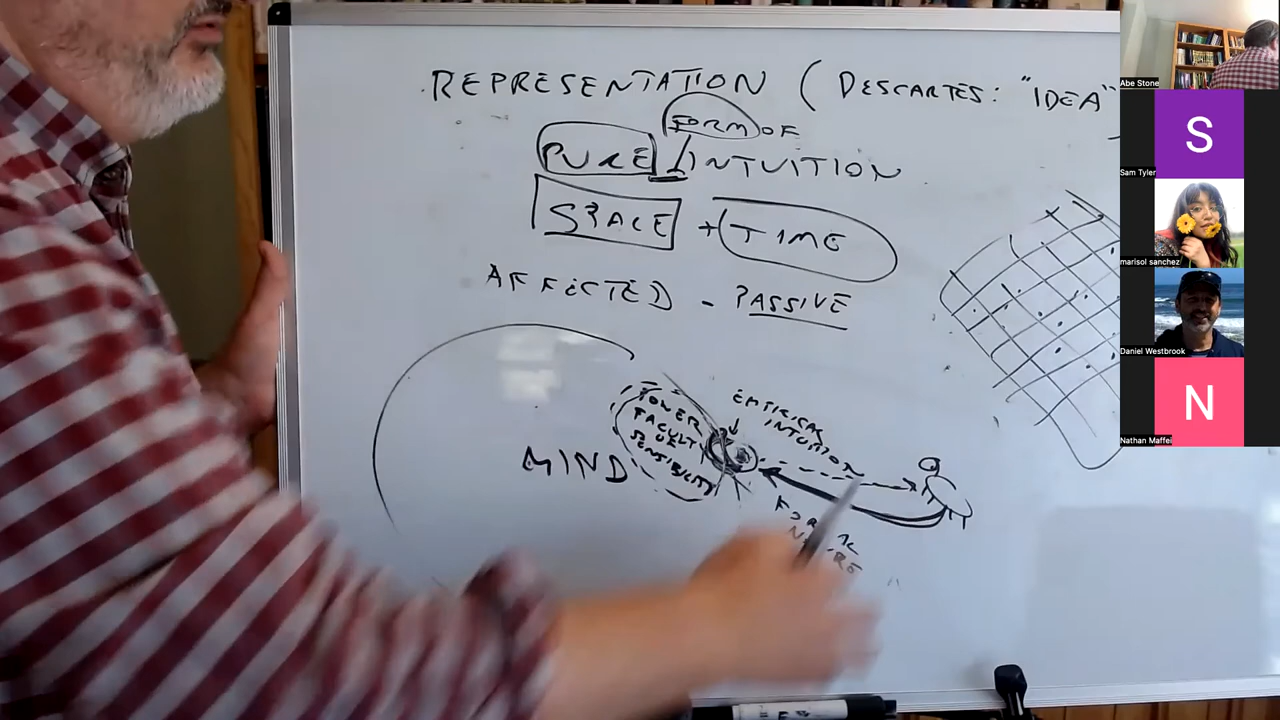 REPRESENTATION (DESCARTES: "IDEA"
FORM OF
PURE INTUITION
SPACE + TIME
AFFECTED - PASSIVE
MIND
LOWER
FACULTY
SENSIBILITY
EMPIRICAL
INTUITION
Abe Stone
S
Sam Tyler
marisol sanchez
Daniel Westbrook
N
Nathan Maffei